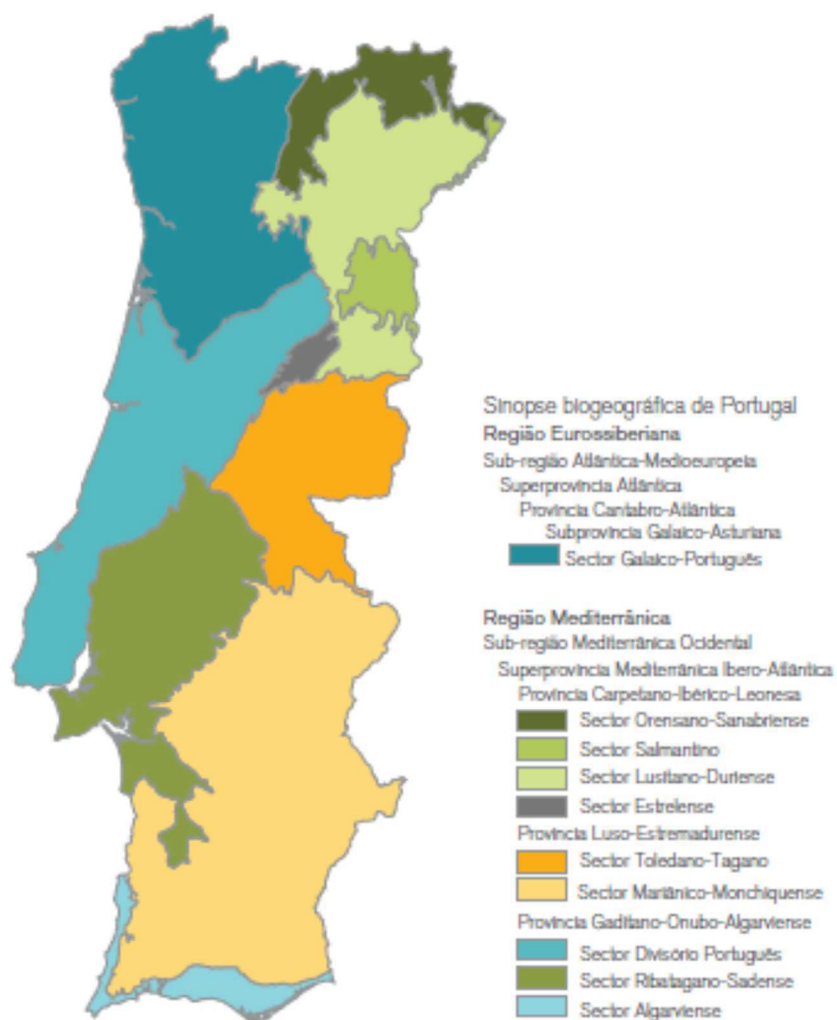 Sinopse biogeográfica de Portugal
Região Eurossiberiana
Sub-região Atlântica-Medioeuropeia
Superprovíncia Atlântica
Província Cantabro-Atlântica
Subprovíncia Galaico-Asturiana
Sector Galaico-Português
Região Mediterrânica
Sub-região Mediterrânica Ocidental
Superprovíncia Mediterrânica Ibero-Atlântica
Província Carpetano-Ibérico-Leonesa
Sector Orensano-Sanabriense
Sector Salmantino
Sector Lusitano-Duriense
Sector Estrelense
Província Luso-Estremadurense
Sector Toledano-Tagano
Sector Mariânico-Monchiquense
Província Gaditano-Onubo-Algarviense
Sector Divisório Português
Sector Ribatagano-Sadense
Sector Algarviense